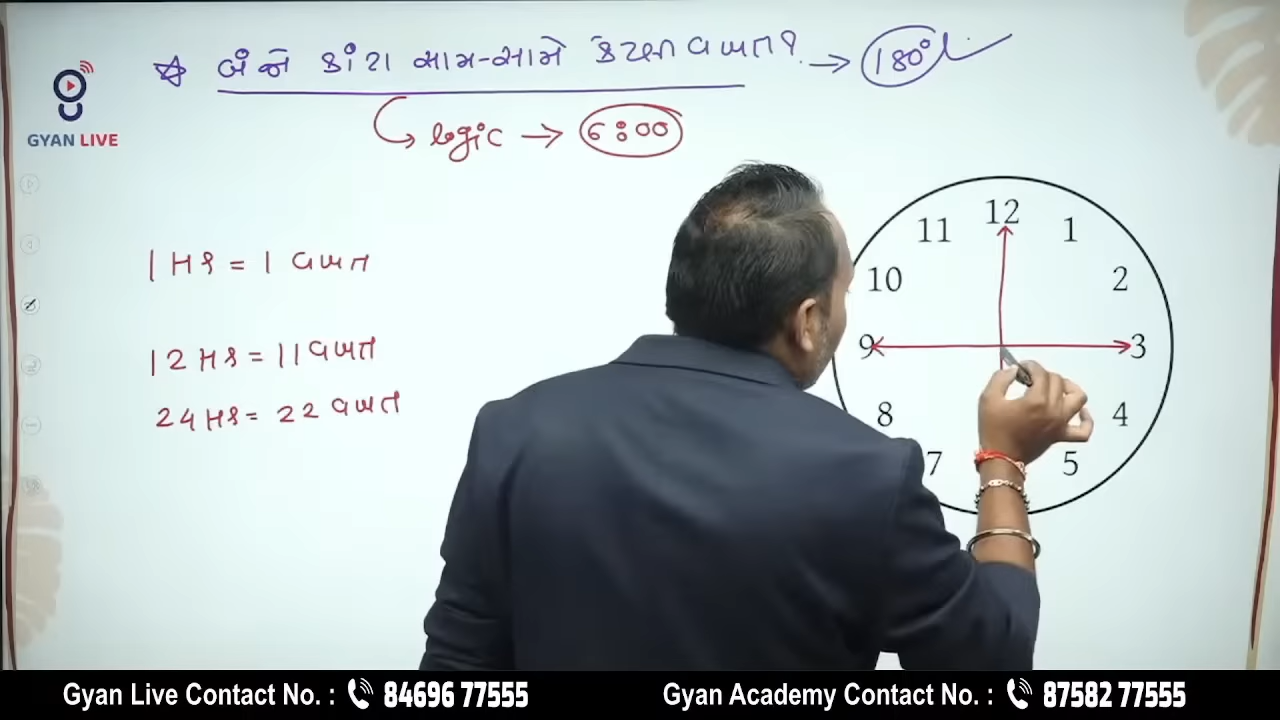 બંને કાંટા સામ-સામે કેટલા વખત? → 180°L
GYAN LIVE
logic → 6:00
12
11 1
10 2
9 3
8 4
7 5
1 HR = 1 વખત
12 HR = 11 વખત
24 HR = 22 વખત
Gyan Live Contact No. : 84696 77555 Gyan Academy Contact No. : 87582 77555